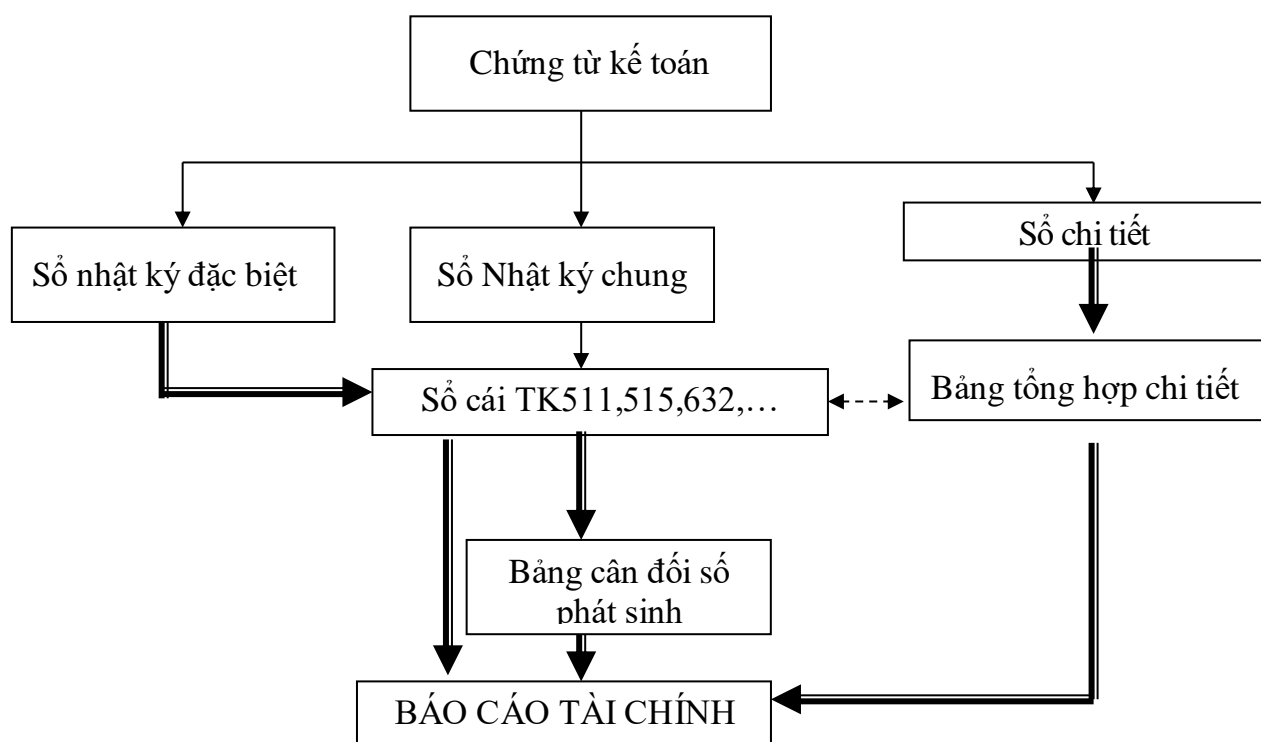 Chứng từ kế toán
Sổ nhật ký đặc biệt
Sổ Nhật ký chung
Sổ chi tiết
Sổ cái TK511,515,632,…
Bảng tổng hợp chi tiết
Bảng cân đối số
phát sinh
BÁO CÁO TÀI CHÍNH